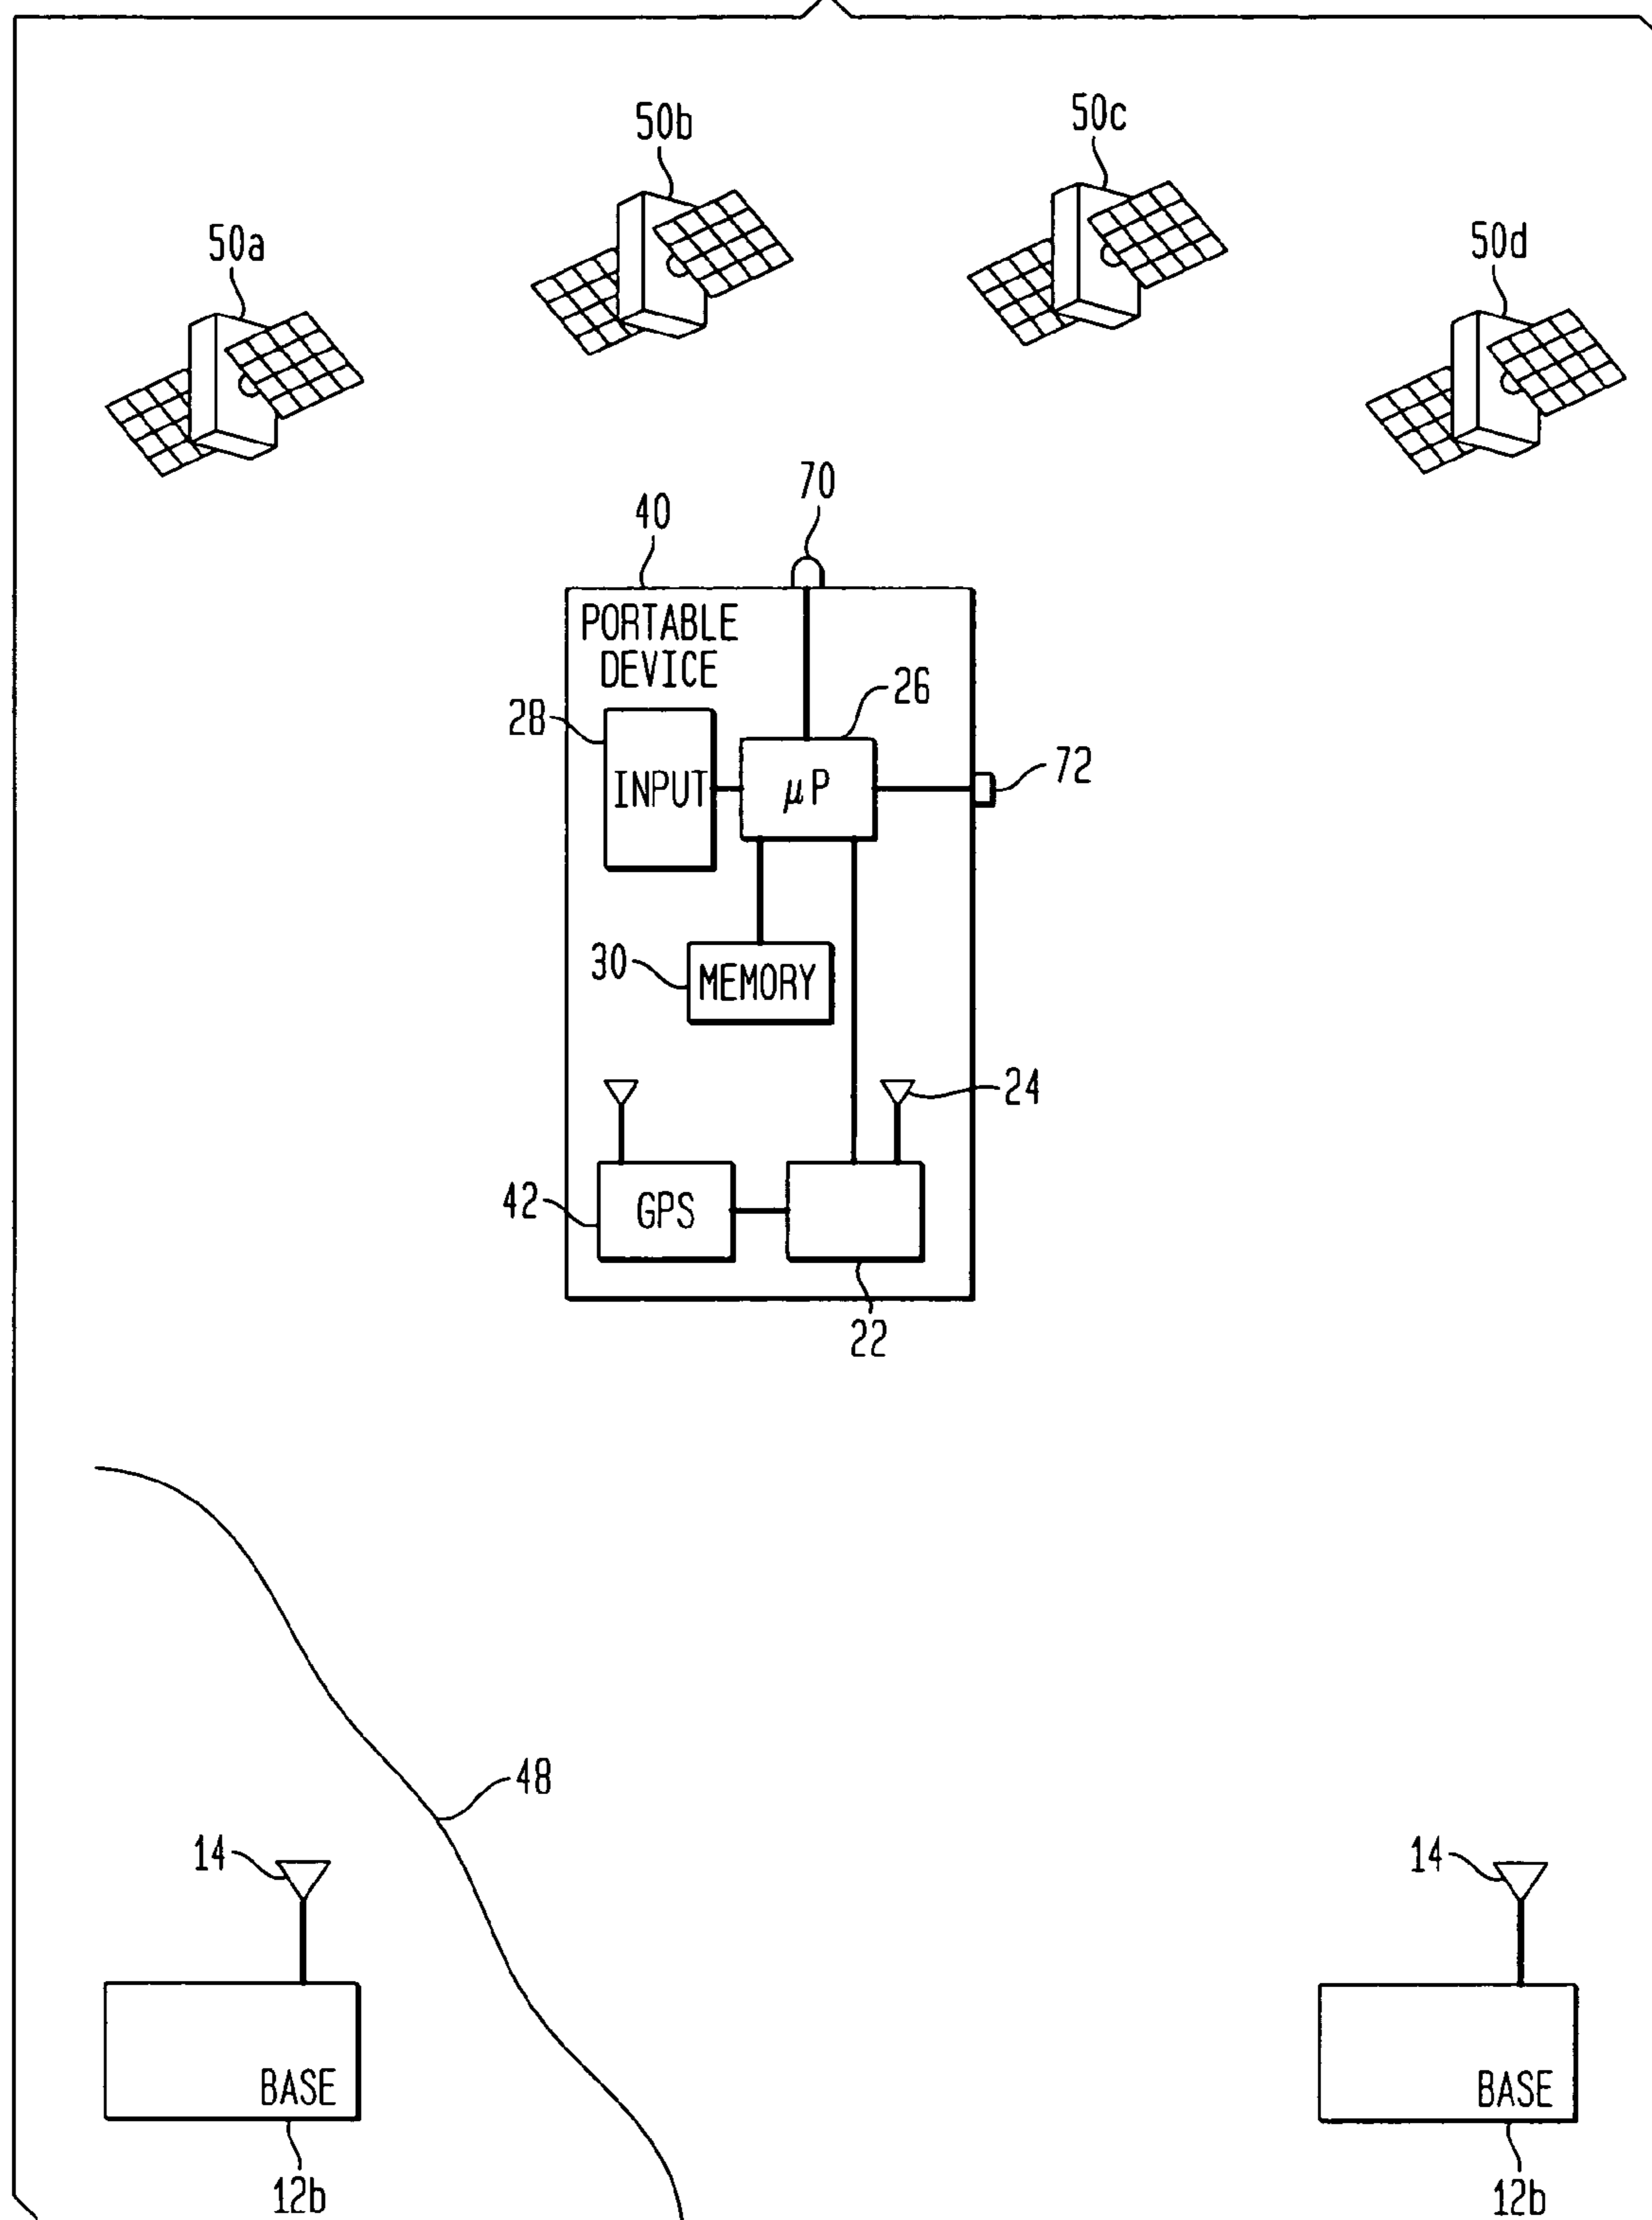 50b
50c
50a
50d
70
40
PORTABLE
DEVICE
26
28
72
INPUT
μP
30
MEMORY
24
42
GPS
22
48
14
14
BASE
BASE
12b
12b